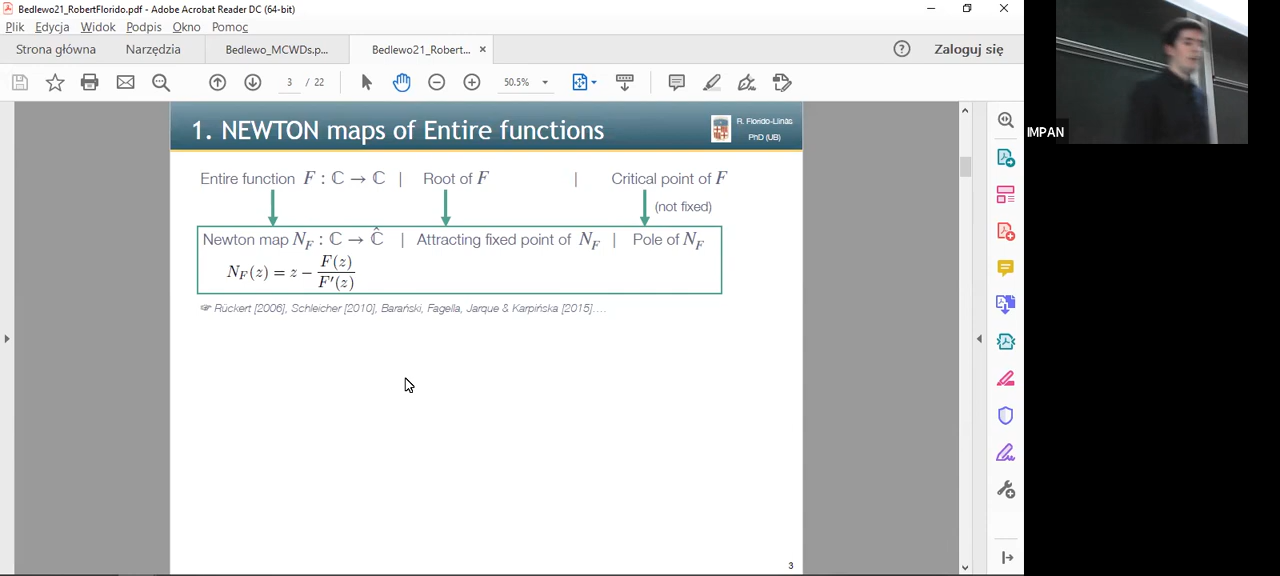 Bedlewo21_RobertFlorido.pdf - Adobe Acrobat Reader DC (64-bit)
Plik Edycja Widok Podpis Okno Pomoc
Strona główna Narzędzia Bedlewo_MCWDs.p... Bedlewo21_Robert... × Zaloguj się
3 / 22 50.5%
1. NEWTON maps of Entire functions
R. Florido-Llinàs
PhD (UB)
Entire function F : ℂ → ℂ | Root of F | Critical point of F
(not fixed)
Newton map N_F : ℂ → Ĉ | Attracting fixed point of N_F | Pole of N_F
N_F(z) = z − F(z)/F′(z)
☞ Rückert [2006], Schleicher [2010], Barański, Fagella, Jarque & Karpińska [2015]....
3
IMPAN